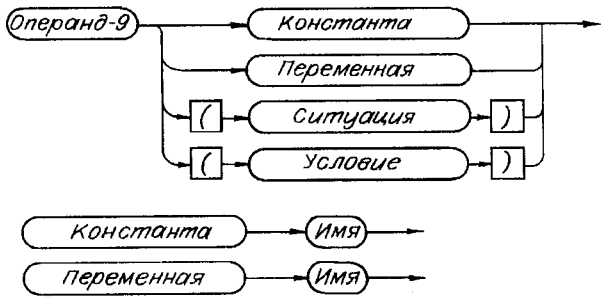 Операнд-9 Константа
Переменная
( Ситуация )
( Условие )
Константа Имя
Переменная Имя